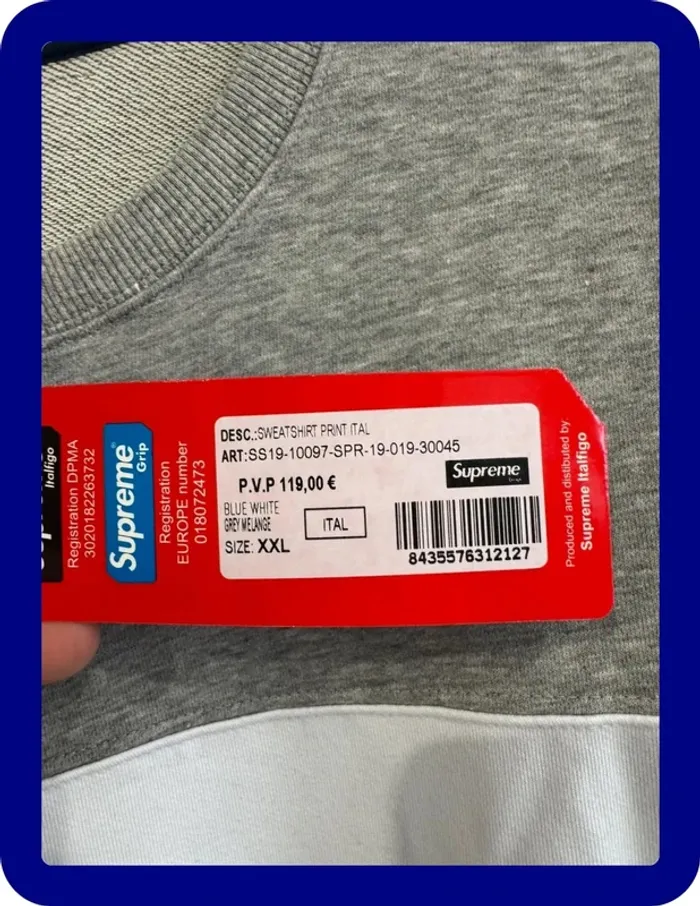 DESC.:SWEATSHIRT PRINT ITAL
ART:SS19-10097-SPR-19-019-30045
P.V.P 119,00 €
Supreme
BLUE WHITE
GREY MELANGE
ITAL
SIZE: XXL
8435576312127
Italfigo
Registration DPMA
3020182263732
Supreme®
Grip
Registration
EUROPE number
018072473
Produced and distibuted by:
Supreme Italfigo